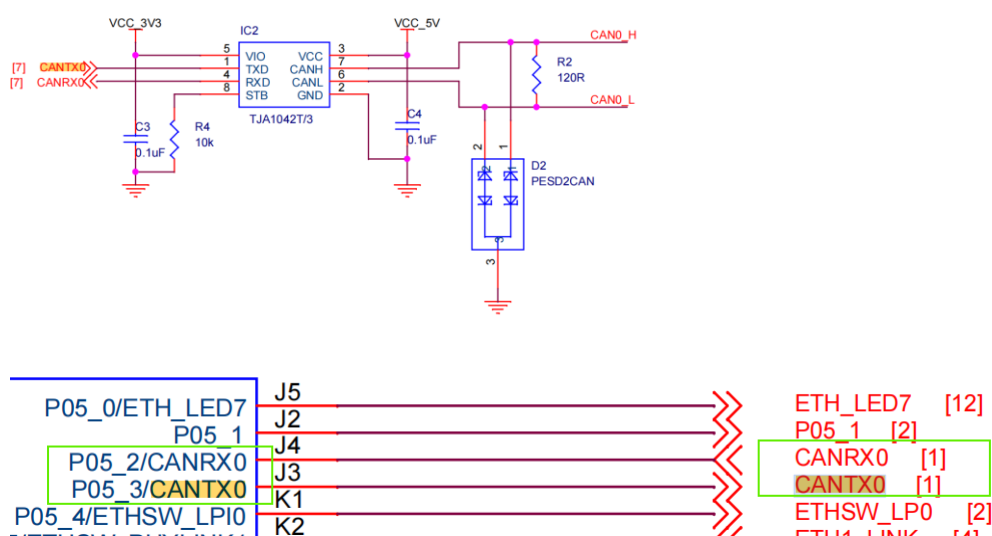 VCC_3V3
IC2
VCC_5V
CAN0_H
5 VIO VCC 3
[7] CANTX0 1 TXD CANH 7
[7] CANRX0 4 RXD CANL 6
8 STB GND 2
TJA1042T/3
R2
120R
CAN0_L
C3
0.1uF
R4
10k
C4
0.1uF
2 1
D2
PESD2CAN
2 1
3
3
P05_0/ETH_LED7 J5 ETH_LED7 [12]
P05_1 J2 P05_1 [2]
P05_2/CANRX0 J4 CANRX0 [1]
P05_3/CANTX0 J3 CANTX0 [1]
P05_4/ETHSW_LPI0 K1 ETHSW_LP0 [2]
K2